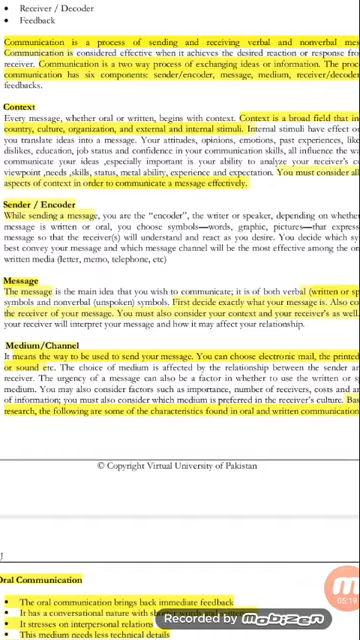 • Receiver / Decoder
• Feedback
Communication is a process of sending and receiving verbal and nonverbal mes
Communication is considered effective when it achieves the desired reaction or response from
receiver. Communication is a two way process of exchanging ideas or information. The proc
communication has six components: sender/encoder, message, medium, receiver/decoder
feedbacks.
Context
Every message, whether oral or written, begins with context. Context is a broad field that in
country, culture, organization, and external and internal stimuli. Internal stimuli have effect or
you translate ideas into a message. Your attitudes, opinions, emotions, past experiences, like
dislikes, education, job status and confidence in your communication skills, all influence the wa
communicate your ideas ,especially important is your ability to analyze your receiver's cu
viewpoint ,needs ,skills, status, metal ability, experience and expectation. You must consider all
aspects of context in order to communicate a message effectively.
Sender / Encoder
While sending a message, you are the "encoder", the writer or speaker, depending on whethe
message is written or oral, you choose symbols—words, graphic, pictures—that express
message so that the receiver(s) will understand and react as you desire. You decide which sy
best convey your message and which message channel will be the most effective among the or
written media (letter, memo, telephone, etc)
Message
The message is the main idea that you wish to communicate; it is of both verbal (written or sp
symbols and nonverbal (unspoken) symbols. First decide exactly what your message is. Also co
the receiver of your message. You must also consider your context and your receiver's as well.
your receiver will interpret your message and how it may affect your relationship.
Medium/Channel
It means the way to be used to send your message. You can choose electronic mail, the printed
or sound etc. The choice of medium is affected by the relationship between the sender an
receiver. The urgency of a message can also be a factor in whether to use the written or s
medium. You may also consider factors such as importance, number of receivers, costs and an
of information; you must also consider which medium is preferred in the receiver's culture. Bas
research, the following are some of the characteristics found in oral and written communication
© Copyright Virtual University of Pakistan
U
Oral Communication
• The oral communication brings back immediate feedback
• It has a conversational nature with shorter words and
• It stresses on interpersonal relations
• This medium needs less technical details
Recorded by mobizen
05:19